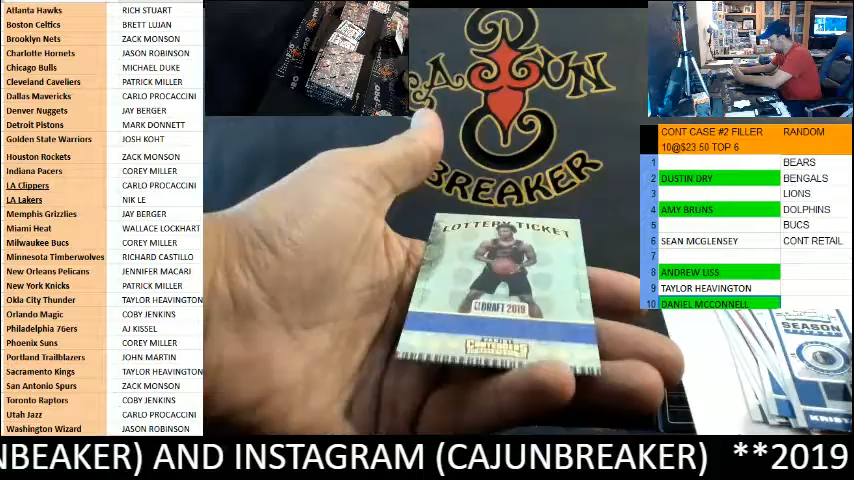 Atlanta Hawks RICH STUART
Boston Celtics BRETT LUJAN
Brooklyn Nets ZACK MONSON
Charlotte Hornets JASON ROBINSON
Chicago Bulls MICHAEL DUKE
Cleveland Caveliers PATRICK MILLER
Dallas Mavericks CARLO PROCACCINI
Denver Nuggets JAY BERGER
Detroit Pistons MARK DONNETT
Golden State Warriors JOSH KOHT
Houston Rockets ZACK MONSON
Indiana Pacers COREY MILLER
LA Clippers CARLO PROCACCINI
LA Lakers NIK LE
Memphis Grizzlies JAY BERGER
Miami Heat WALLACE LOCKHART
Milwaukee Bucs COREY MILLER
Minnesota Timberwolves RICHARD CASTILLO
New Orleans Pelicans JENNIFER MACARI
New York Knicks PATRICK MILLER
Okla City Thunder TAYLOR HEAVINGTON
Orlando Magic COBY JENKINS
Philadelphia 76ers AJ KISSEL
Phoenix Suns COREY MILLER
Portland Trailblazers JOHN MARTIN
Sacramento Kings TAYLOR HEAVINGTON
San Antonio Spurs ZACK MONSON
Toronto Raptors COBY JENKINS
Utah Jazz CARLO PROCACCINI
Washington Wizard JASON ROBINSON
CAJUN
BREAKER
LOTTERY TICKET
DRAFT 2019
CONTENDERS
CONT CASE #2 FILLER RANDOM
10@$23.50 TOP 6
1 BEARS
2 DUSTIN DRY BENGALS
3 LIONS
4 AMY BRUNS DOLPHINS
5 BUCS
6 SEAN MCGLENSEY CONT RETAIL
7
8 ANDREW LISS
9 TAYLOR HEAVINGTON
10 DANIEL MCCONNELL
SEASON
KRIST
NBEAKER) AND INSTAGRAM (CAJUNBREAKER) **2019